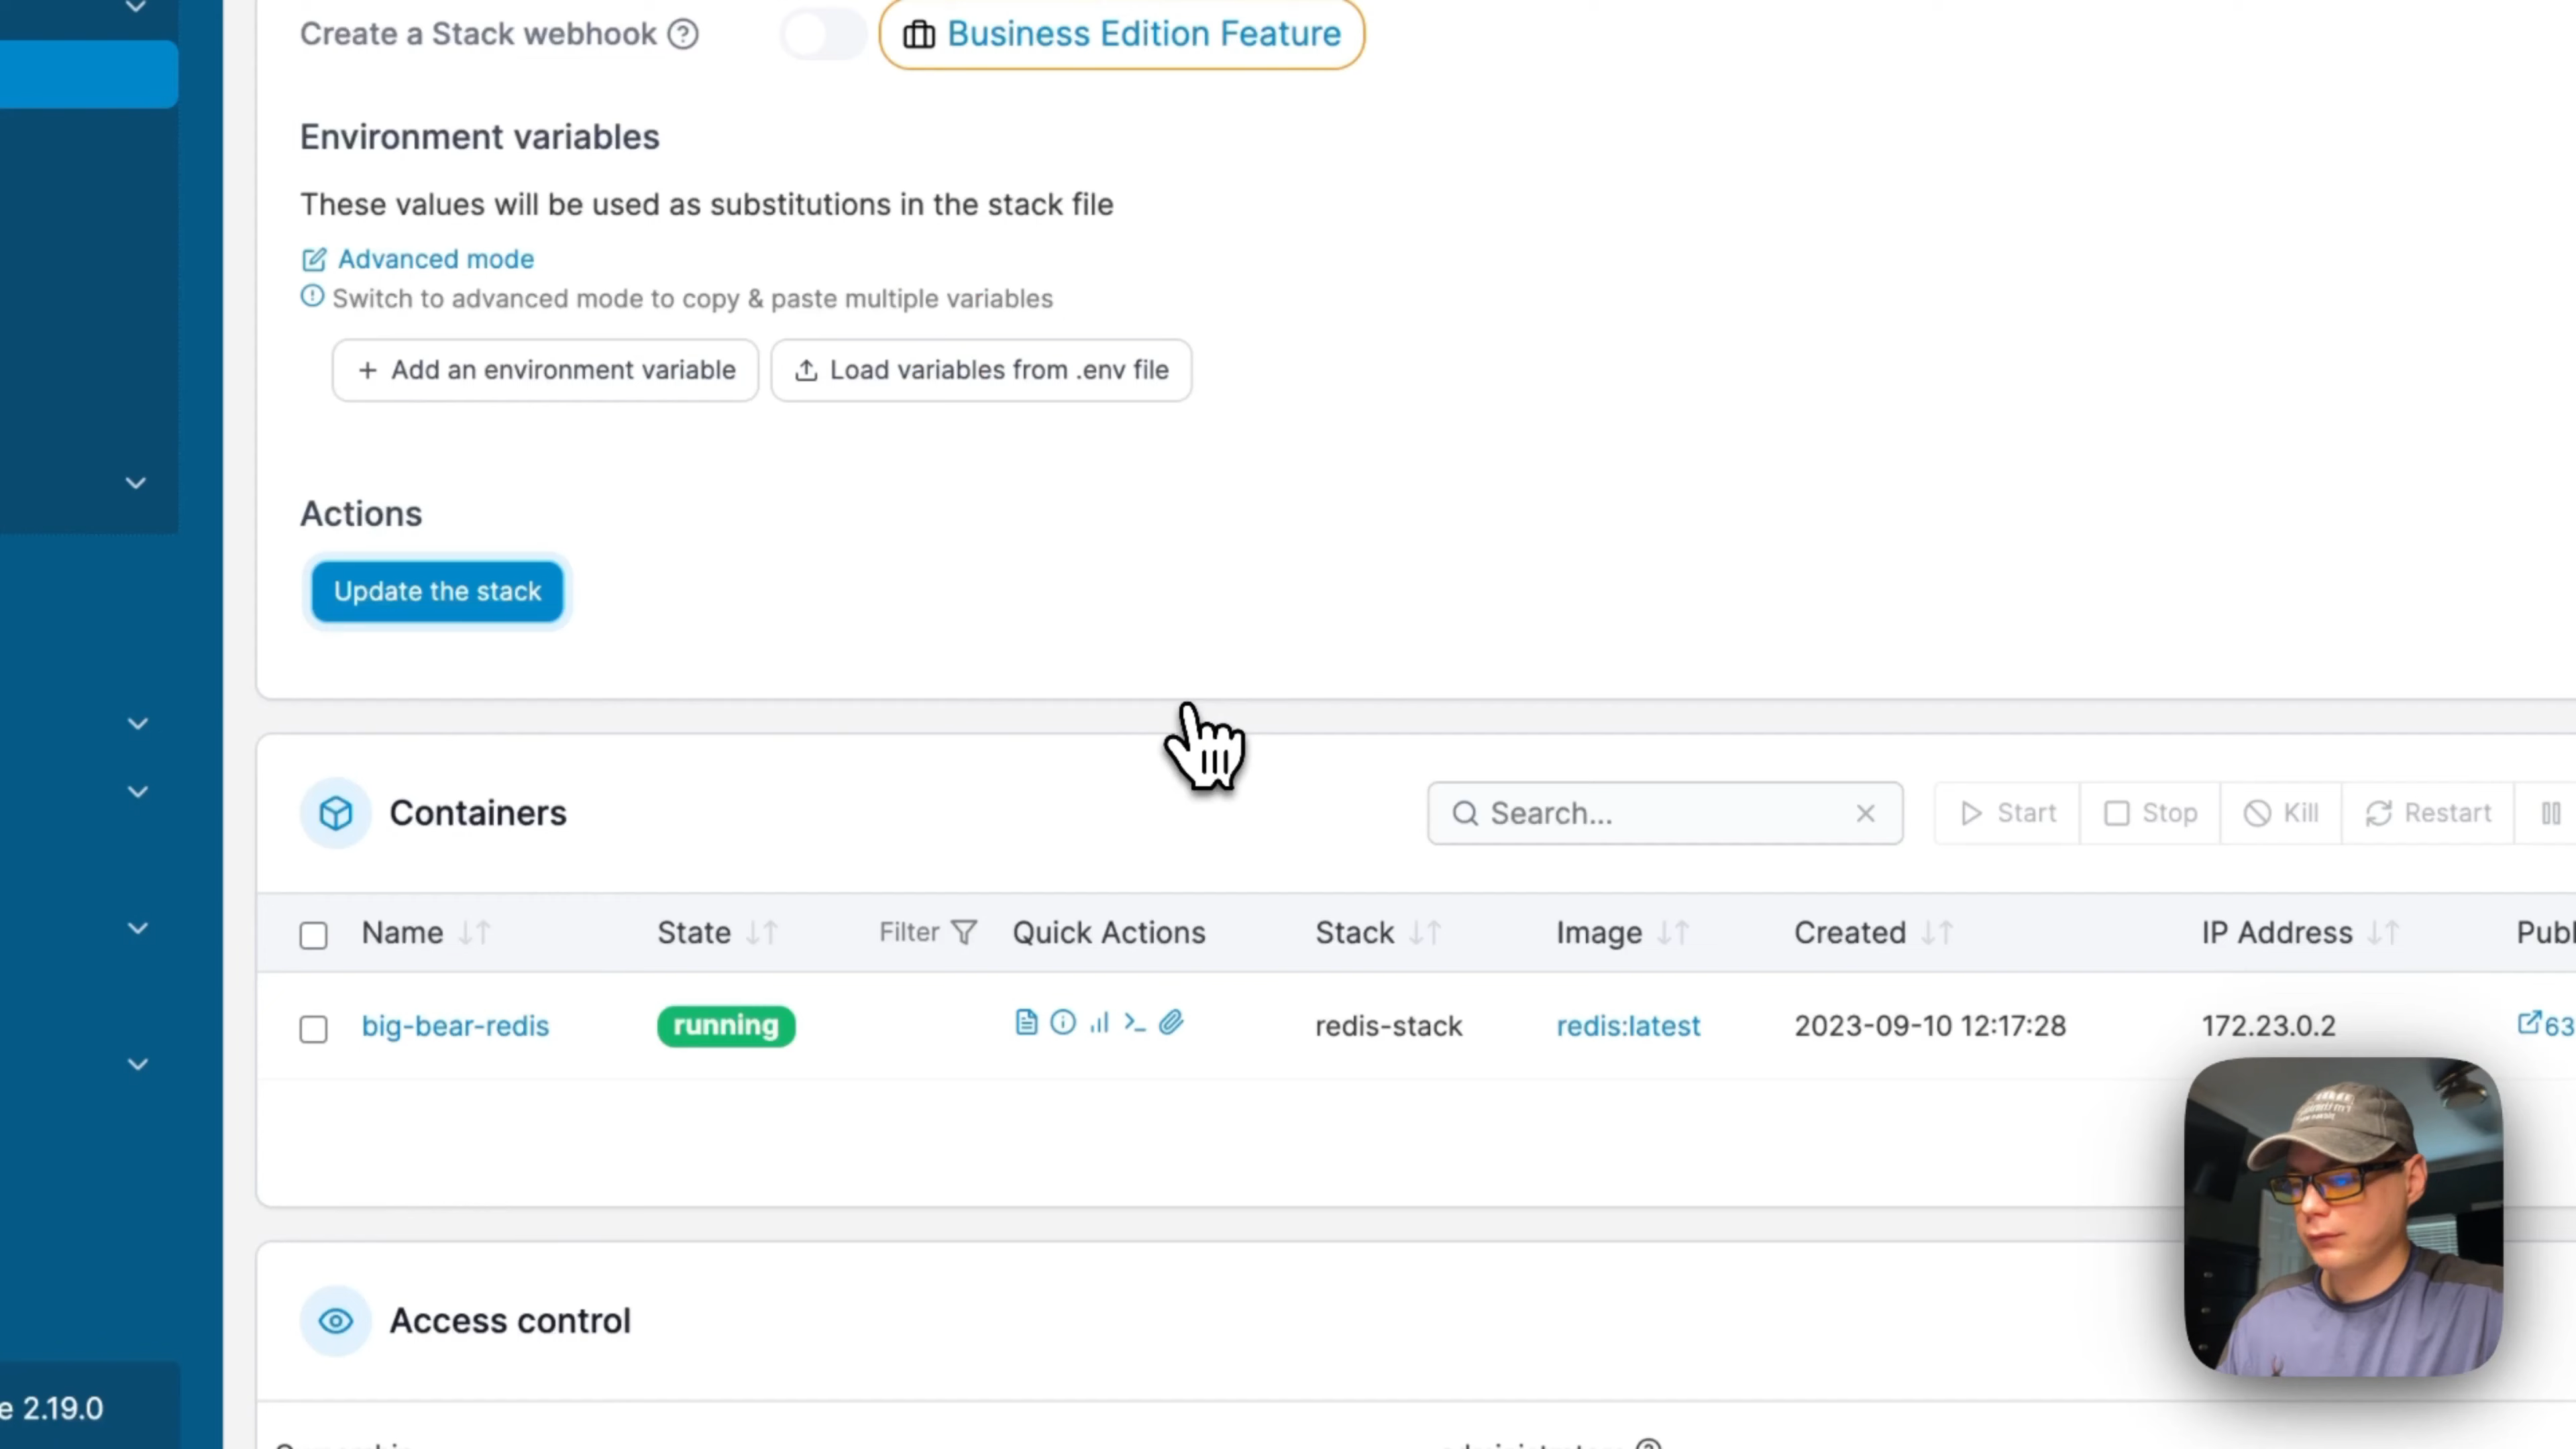 Create a Stack webhook
Business Edition Feature
Environment variables
These values will be used as substitutions in the stack file
Advanced mode
Switch to advanced mode to copy & paste multiple variables
+ Add an environment variable
Load variables from .env file
Actions
Update the stack
Containers
Search...
Start
Stop
Kill
Restart
Name
State
Filter
Quick Actions
Stack
Image
Created
IP Address
Publ
big-bear-redis
running
redis-stack
redis:latest
2023-09-10 12:17:28
172.23.0.2
63
Access control
e 2.19.0